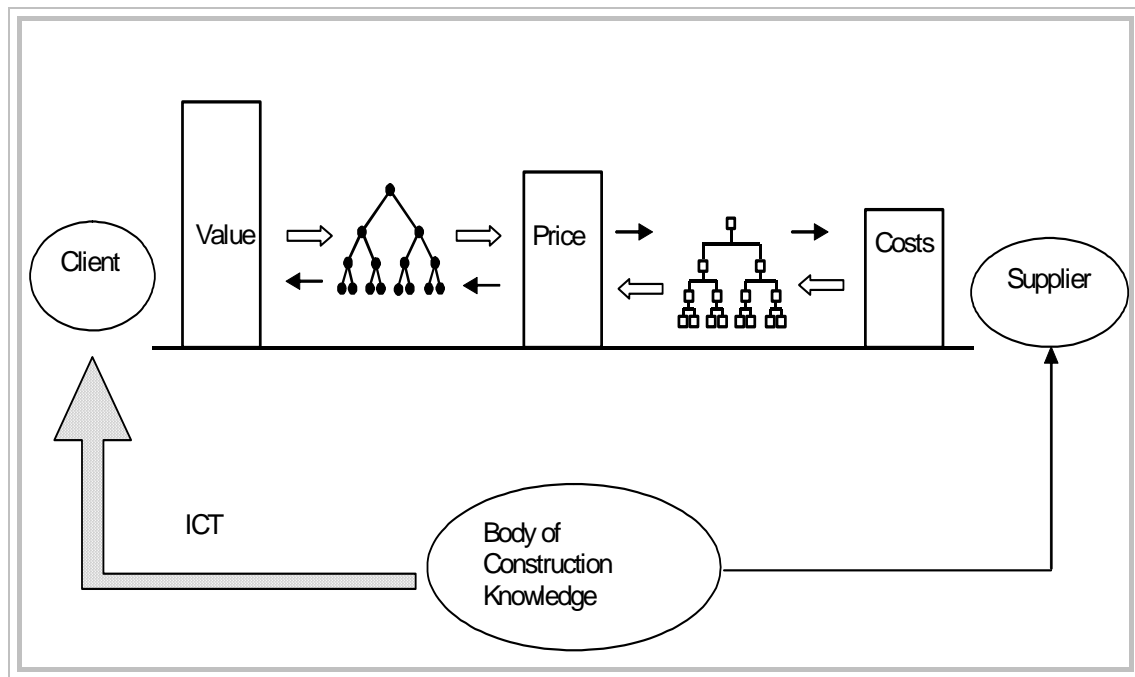 Client
Value
Price
Costs
Supplier
ICT
Body of
Construction
Knowledge